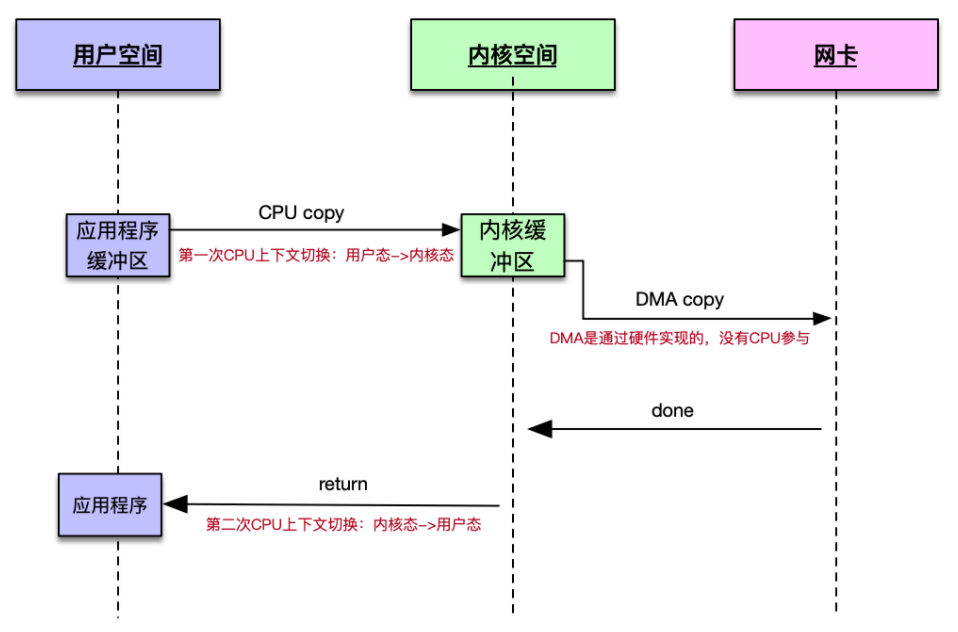 用户空间
内核空间
网卡
应用程序
缓冲区
CPU copy
第一次CPU上下文切换：用户态->内核态
内核缓
冲区
DMA copy
DMA是通过硬件实现的，没有CPU参与
done
应用程序
return
第二次CPU上下文切换：内核态->用户态